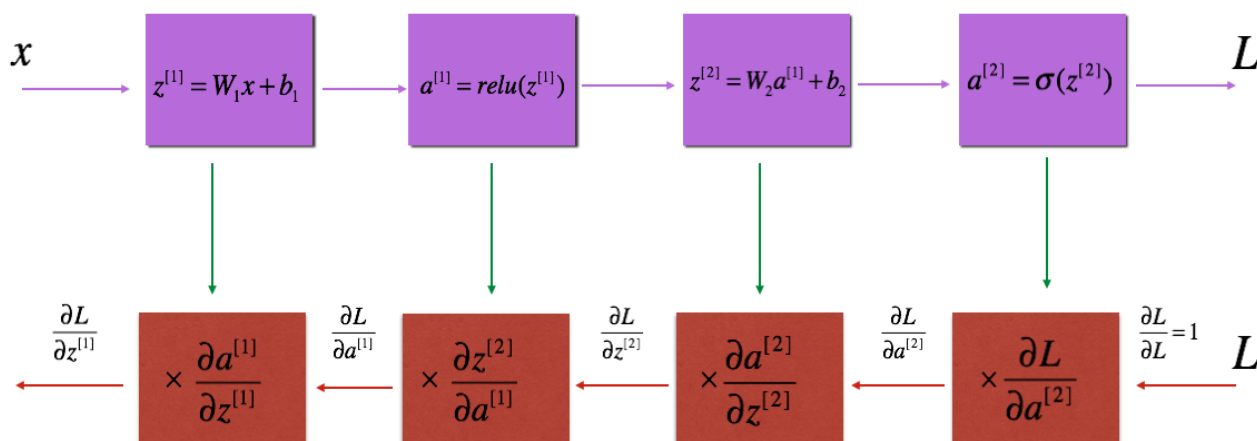 x
z^{[1]} = W_1 x + b_1
a^{[1]} = relu(z^{[1]})
z^{[2]} = W_2 a^{[1]} + b_2
a^{[2]} = σ(z^{[2]})
L
∂L/∂z^{[1]}
× ∂a^{[1]}/∂z^{[1]}
∂L/∂a^{[1]}
× ∂z^{[2]}/∂a^{[1]}
∂L/∂z^{[2]}
× ∂a^{[2]}/∂z^{[2]}
∂L/∂a^{[2]}
× ∂L/∂a^{[2]}
∂L/∂L = 1
L